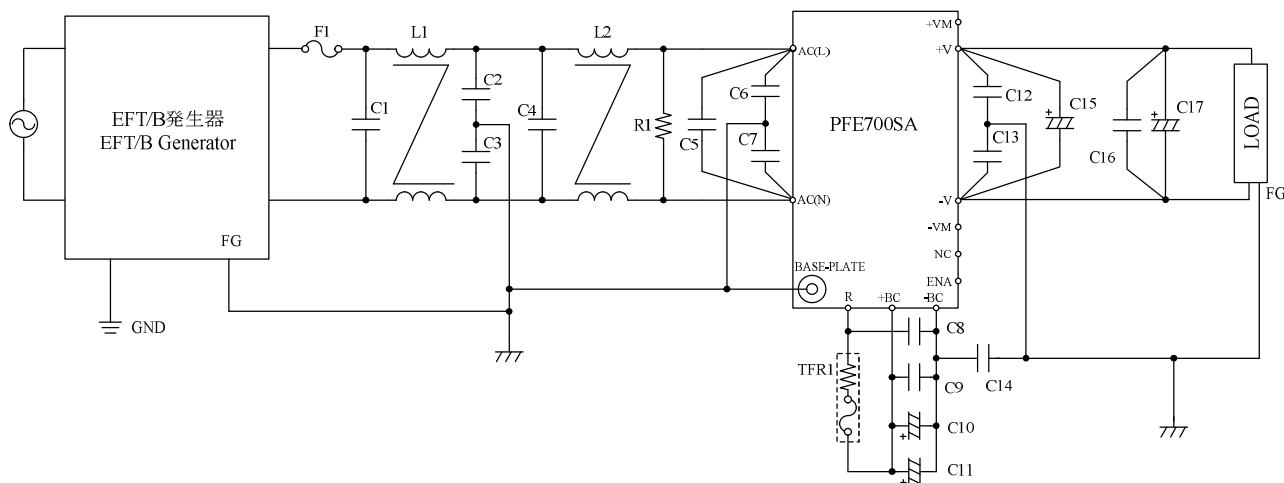 EFT/B発生器
EFT/B Generator
FG
GND
F1
L1
C1
C2
C3
C4
L2
R1
C5
C6
C7
AC(L)
AC(N)
PFE700SA
BASE-PLATE
R
+BC
-BC
+VM
+V
-V
-VM
NC
ENA
C8
C9
C10
C11
TFR1
C14
C12
C13
C15
C16
C17
LOAD
FG